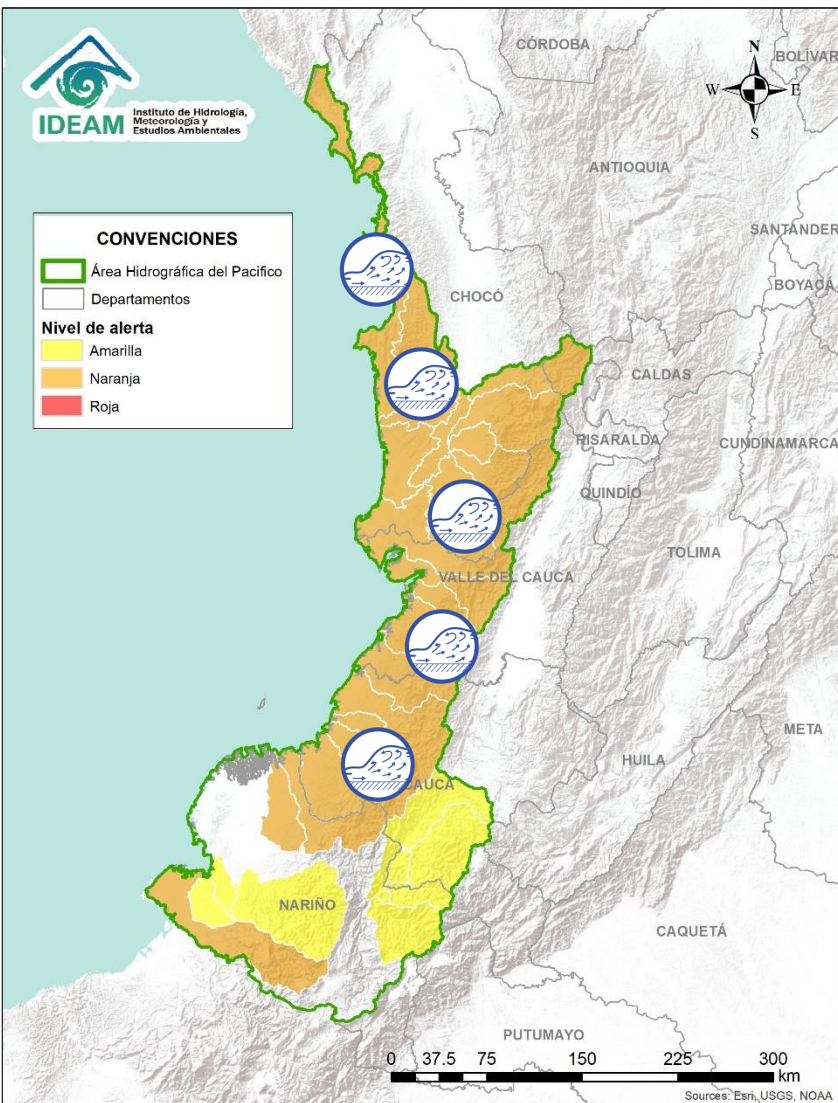 IDEAM
Instituto de Hidrología,
Meteorología y
Estudios Ambientales
CÓRDOBA
BOLÍVAR
N
W
E
S
ANTIOQUIA
SANTANDER
CONVENCIONES
Área Hidrográfica del Pacifico
Departamentos
Nivel de alerta
Amarilla
Naranja
Roja
BOYACÁ
CHOCÓ
CALDAS
RISARALDA
CUNDINAMARCA
QUINDÍO
TOLIMA
VALLE DEL CAUCA
META
HUILA
CAUCA
NARIÑO
CAQUETÁ
PUTUMAYO
0 37.5 75 150 225 300
km
Sources: Esri, USGS, NOAA